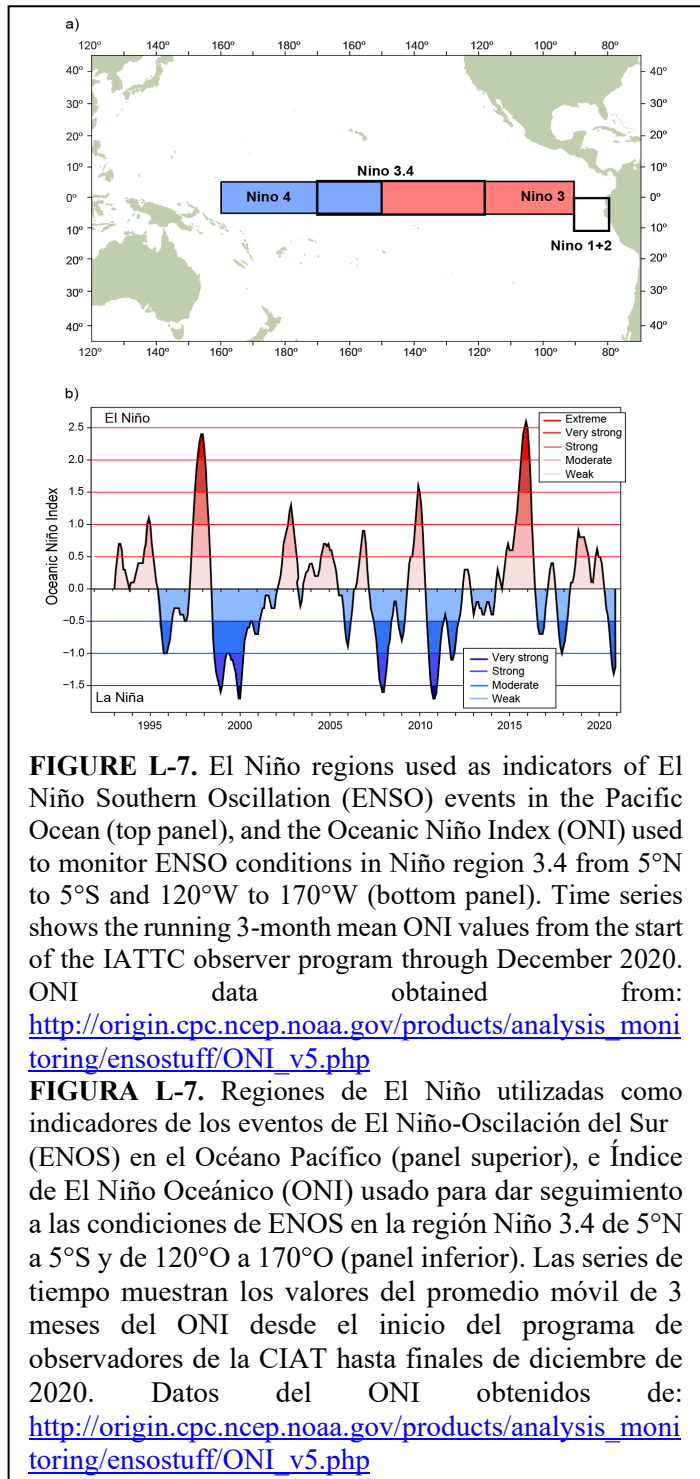 a)
120° 140° 160° 180° 160° 140° 120° 100° 80°
40° 40°
30° 30°
20° 20°
10° 10°
0° 0°
10° 10°
20° 20°
30° 30°
40° 40°
Nino 3.4
Nino 4
Nino 3
Nino 1+2
120° 140° 160° 180° 160° 140° 120° 100° 80°
b)
El Niño
Extreme
Very strong
Strong
Moderate
Weak
Oceanic Niño Index
2.5
2.0
1.5
1.0
0.5
0.0
−0.5
−1.0
−1.5
Very strong
Strong
Moderate
Weak
La Niña
1995 2000 2005 2010 2015 2020
FIGURE L-7. El Niño regions used as indicators of El
Niño Southern Oscillation (ENSO) events in the Pacific
Ocean (top panel), and the Oceanic Niño Index (ONI) used
to monitor ENSO conditions in Niño region 3.4 from 5°N
to 5°S and 120°W to 170°W (bottom panel). Time series
shows the running 3-month mean ONI values from the start
of the IATTC observer program through December 2020.
ONI data obtained from:
http://origin.cpc.ncep.noaa.gov/products/analysis_moni
toring/ensostuff/ONI_v5.php
FIGURA L-7. Regiones de El Niño utilizadas como
indicadores de los eventos de El Niño-Oscilación del Sur
(ENOS) en el Océano Pacífico (panel superior), e Índice
de El Niño Oceánico (ONI) usado para dar seguimiento
a las condiciones de ENOS en la región Niño 3.4 de 5°N
a 5°S y de 120°O a 170°O (panel inferior). Las series de
tiempo muestran los valores del promedio móvil de 3
meses del ONI desde el inicio del programa de
observadores de la CIAT hasta finales de diciembre de
2020. Datos del ONI obtenidos de:
http://origin.cpc.ncep.noaa.gov/products/analysis_moni
toring/ensostuff/ONI_v5.php